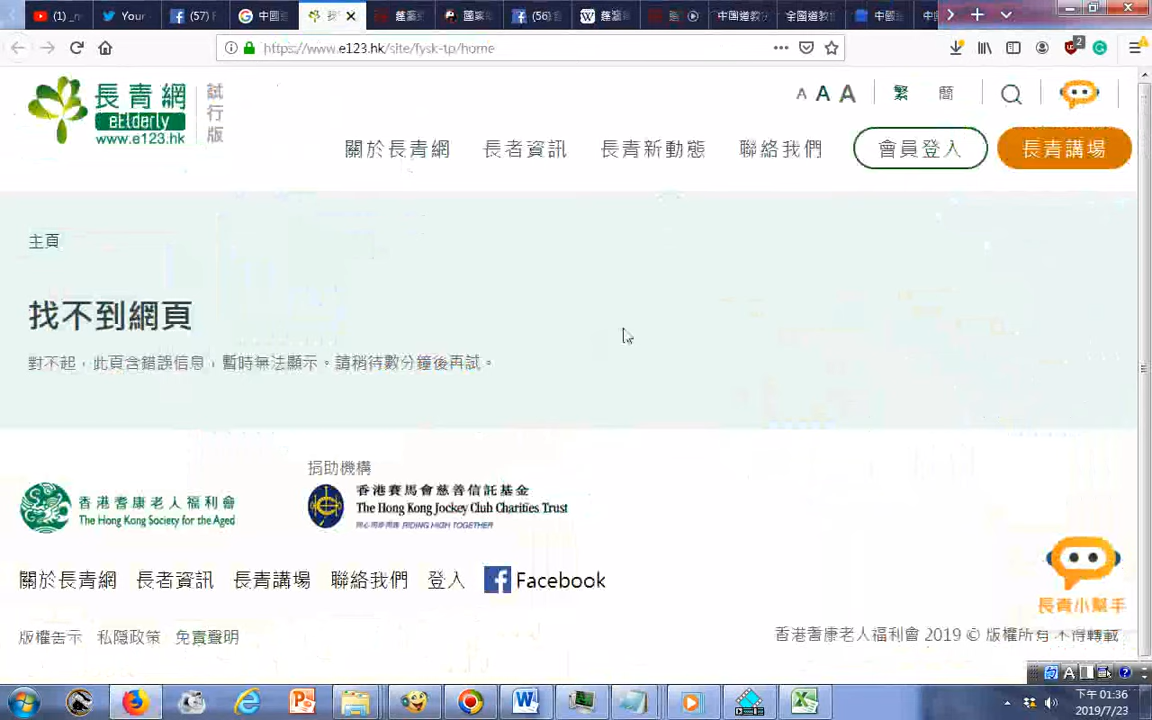 (1)
Your
(57) F
中國
(56)
中国道教
全國道教
中國
https://www.e123.hk/site/fysk-tp/home
2
長青網
eElderly
www.e123.hk
試行版
A A A
繁
簡
關於長青網
長者資訊
長青新動態
聯絡我們
會員登入
長青講場
主頁
找不到網頁
對不起，此頁含錯誤信息，暫時無法顯示。請稍待數分鐘後再試。
捐助機構
香港耆康老人福利會
The Hong Kong Society for the Aged
香港賽馬會慈善信託基金
The Hong Kong Jockey Club Charities Trust
同心同步同進 RIDING HIGH TOGETHER
長青小幫手
關於長青網 長者資訊 長青講場 聯絡我們 登入 Facebook
版權告示 私隱政策 免責聲明
香港耆康老人福利會 2019 © 版權所有 不得轉載
下午 01:36
2019/7/23